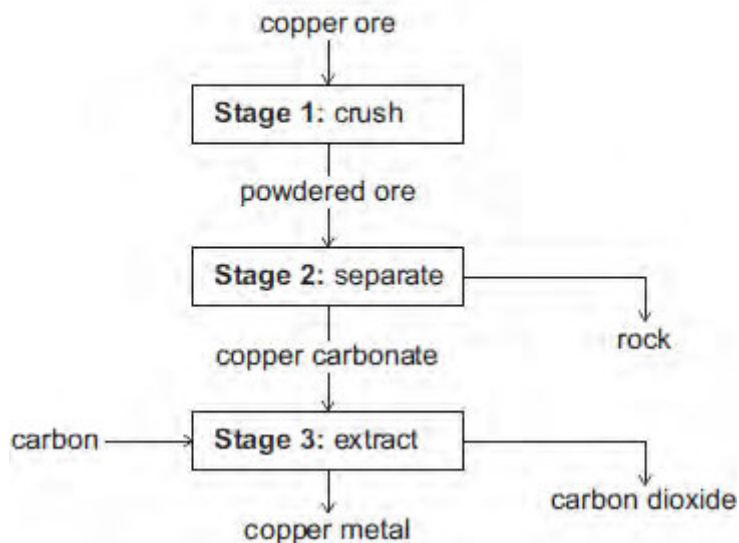 copper ore
Stage 1: crush
powdered ore
Stage 2: separate
rock
copper carbonate
carbon
Stage 3: extract
carbon dioxide
copper metal